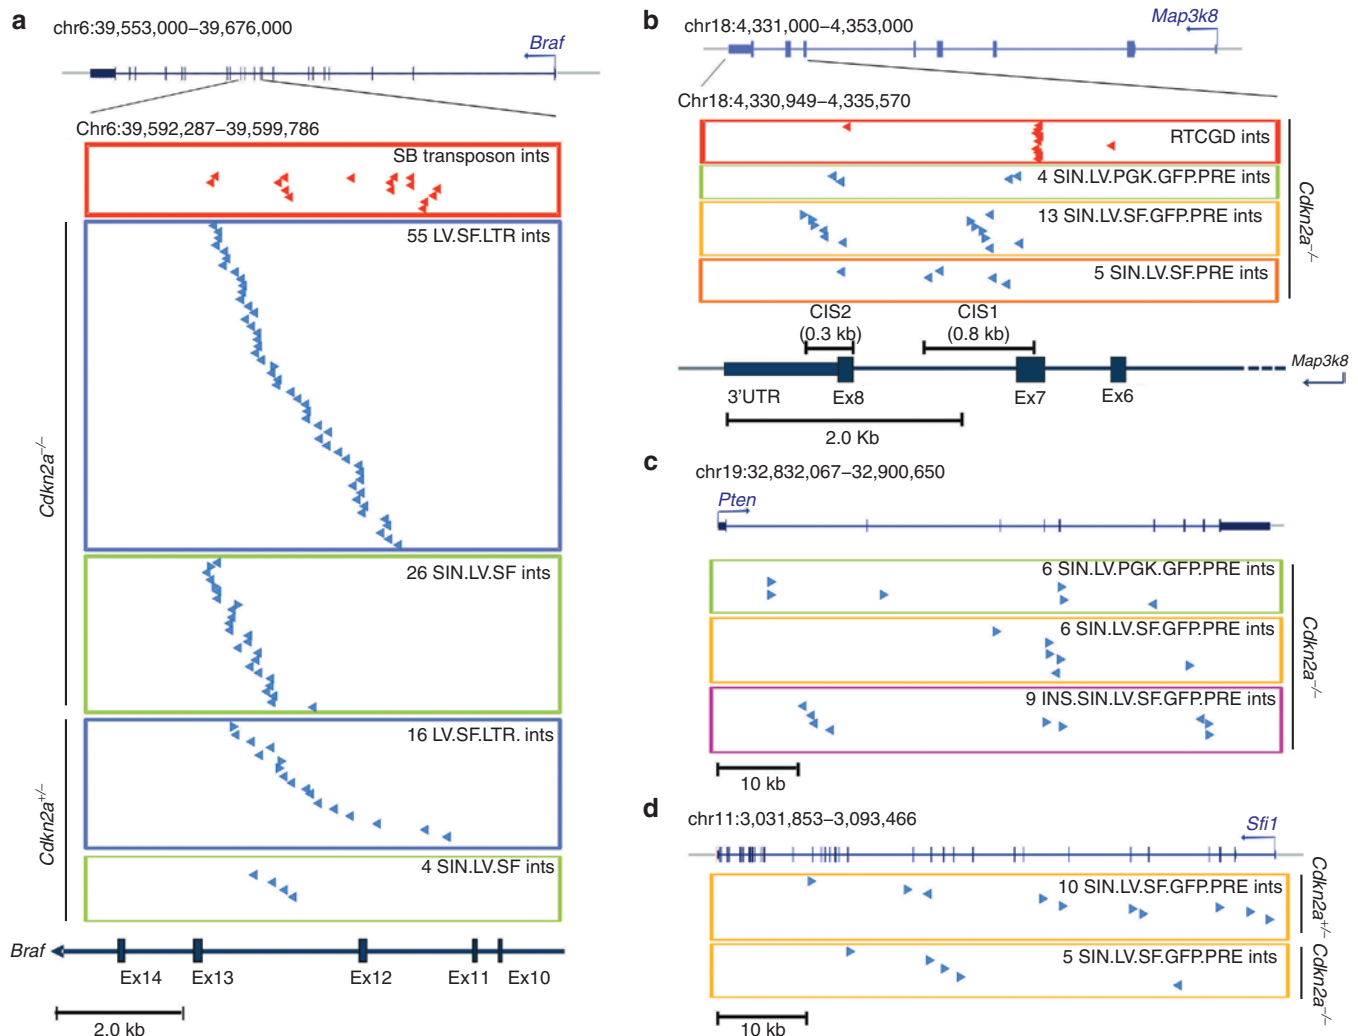 a
chr6:39,553,000–39,676,000
Braf
Chr6:39,592,287–39,599,786
SB transposon ints
55 LV.SF.LTR ints
Cdkn2a–/–
26 SIN.LV.SF ints
16 LV.SF.LTR. ints
Cdkn2a+/–
4 SIN.LV.SF ints
Braf
Ex14 Ex13 Ex12 Ex11 Ex10
2.0 kb
b
chr18:4,331,000–4,353,000
Map3k8
Chr18:4,330,949–4,335,570
RTCGD ints
4 SIN.LV.PGK.GFP.PRE ints
13 SIN.LV.SF.GFP.PRE ints
5 SIN.LV.SF.PRE ints
Cdkn2a–/–
CIS2 CIS1
(0.3 kb) (0.8 kb)
Map3k8
3'UTR Ex8 Ex7 Ex6
2.0 Kb
c
chr19:32,832,067–32,900,650
Pten
6 SIN.LV.PGK.GFP.PRE ints
6 SIN.LV.SF.GFP.PRE ints
9 INS.SIN.LV.SF.GFP.PRE ints
Cdkn2a–/–
10 kb
d
chr11:3,031,853–3,093,466
Sfi1
10 SIN.LV.SF.GFP.PRE ints
Cdkn2a+/–
5 SIN.LV.SF.GFP.PRE ints
Cdkn2a–/–
10 kb